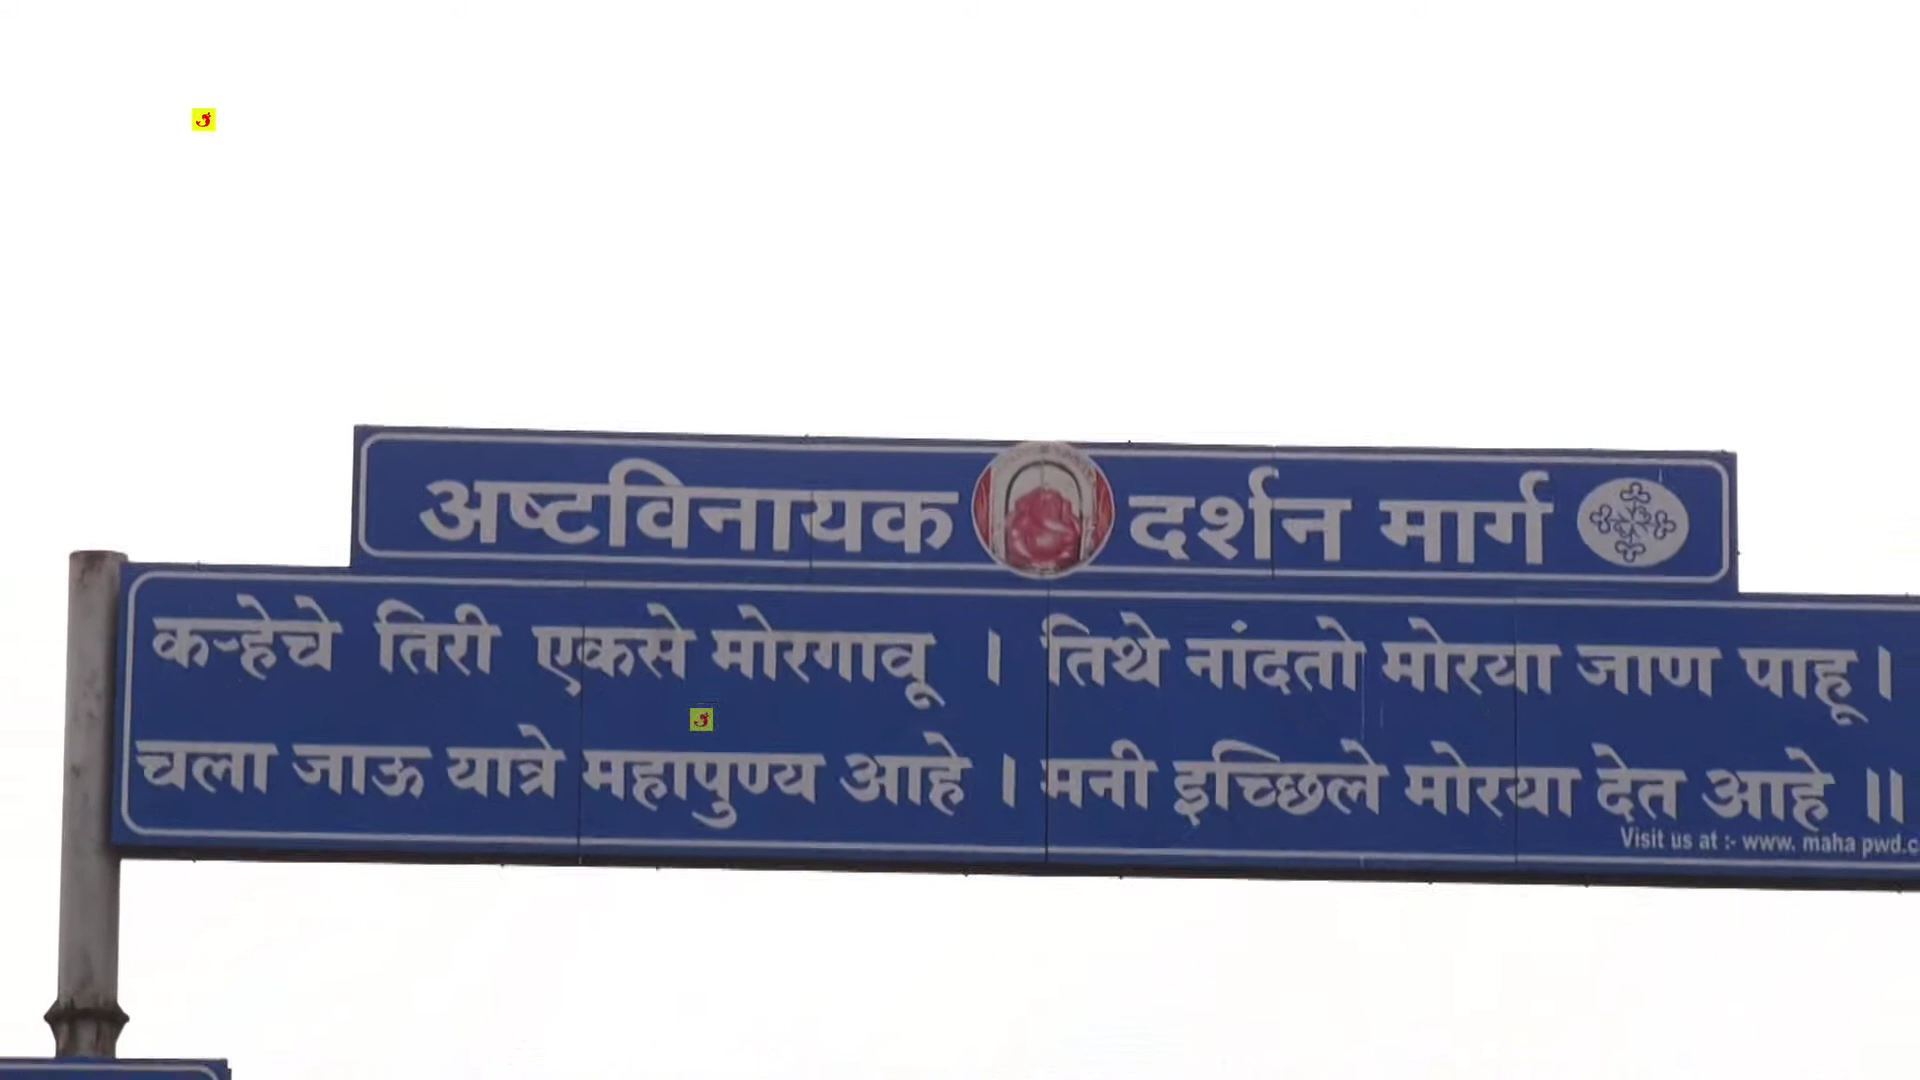 अष्टविनायक दर्शन मार्ग
कऱ्हेचे तिरी एकसे मोरगावू । तिथे नांदतो मोरया जाण पाहू ।
चला जाऊ यात्रे महापुण्य आहे । मनी इच्छिले मोरया देत आहे ॥
Visit us at :- www. maha pwd.c